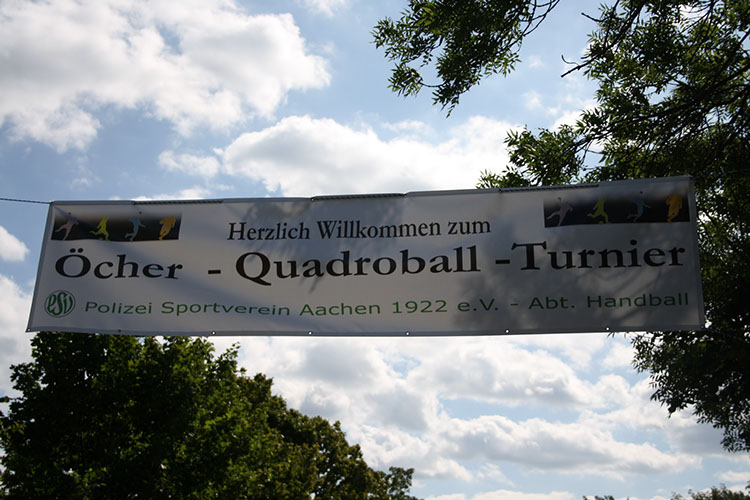 Herzlich Willkommen zum
Öcher - Quadroball -Turnier
PSV Polizei Sportverein Aachen 1922 e.V. - Abt. Handball